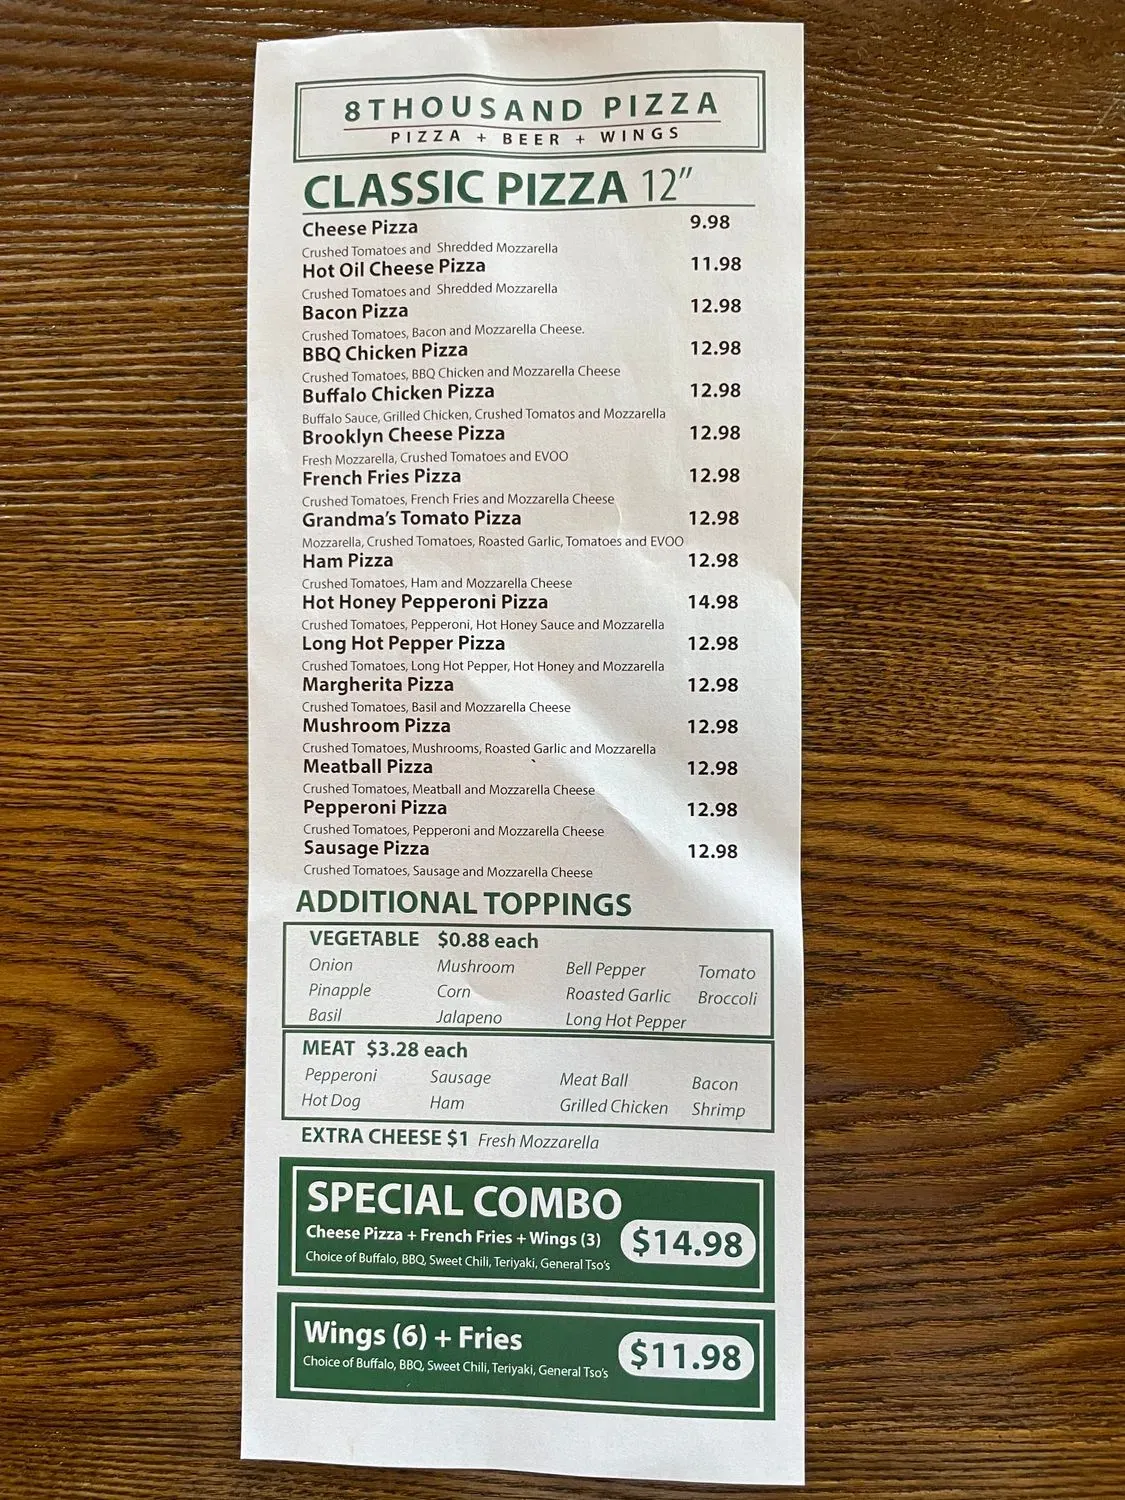 8THOUSAND PIZZA
PIZZA + BEER + WINGS
CLASSIC PIZZA 12”
Cheese Pizza 9.98
Crushed Tomatoes and Shredded Mozzarella
Hot Oil Cheese Pizza 11.98
Crushed Tomatoes and Shredded Mozzarella
Bacon Pizza 12.98
Crushed Tomatoes, Bacon and Mozzarella Cheese.
BBQ Chicken Pizza 12.98
Crushed Tomatoes, BBQ Chicken and Mozzarella Cheese
Buffalo Chicken Pizza 12.98
Buffalo Sauce, Grilled Chicken, Crushed Tomatos and Mozzarella
Brooklyn Cheese Pizza 12.98
Fresh Mozzarella, Crushed Tomatoes and EVOO
French Fries Pizza 12.98
Crushed Tomatoes, French Fries and Mozzarella Cheese
Grandma’s Tomato Pizza 12.98
Mozzarella, Crushed Tomatoes, Roasted Garlic, Tomatoes and EVOO
Ham Pizza 12.98
Crushed Tomatoes, Ham and Mozzarella Cheese
Hot Honey Pepperoni Pizza 14.98
Crushed Tomatoes, Pepperoni, Hot Honey Sauce and Mozzarella
Long Hot Pepper Pizza 12.98
Crushed Tomatoes, Long Hot Pepper, Hot Honey and Mozzarella
Margherita Pizza 12.98
Crushed Tomatoes, Basil and Mozzarella Cheese
Mushroom Pizza 12.98
Crushed Tomatoes, Mushrooms, Roasted Garlic and Mozzarella
Meatball Pizza 12.98
Crushed Tomatoes, Meatball and Mozzarella Cheese
Pepperoni Pizza 12.98
Crushed Tomatoes, Pepperoni and Mozzarella Cheese
Sausage Pizza 12.98
Crushed Tomatoes, Sausage and Mozzarella Cheese
ADDITIONAL TOPPINGS
VEGETABLE $0.88 each
Onion Mushroom Bell Pepper Tomato
Pinapple Corn Roasted Garlic Broccoli
Basil Jalapeno Long Hot Pepper
MEAT $3.28 each
Pepperoni Sausage Meat Ball Bacon
Hot Dog Ham Grilled Chicken Shrimp
EXTRA CHEESE $1 Fresh Mozzarella
SPECIAL COMBO
Cheese Pizza + French Fries + Wings (3) $14.98
Choice of Buffalo, BBQ, Sweet Chili, Teriyaki, General Tso’s
Wings (6) + Fries $11.98
Choice of Buffalo, BBQ, Sweet Chili, Teriyaki, General Tso’s